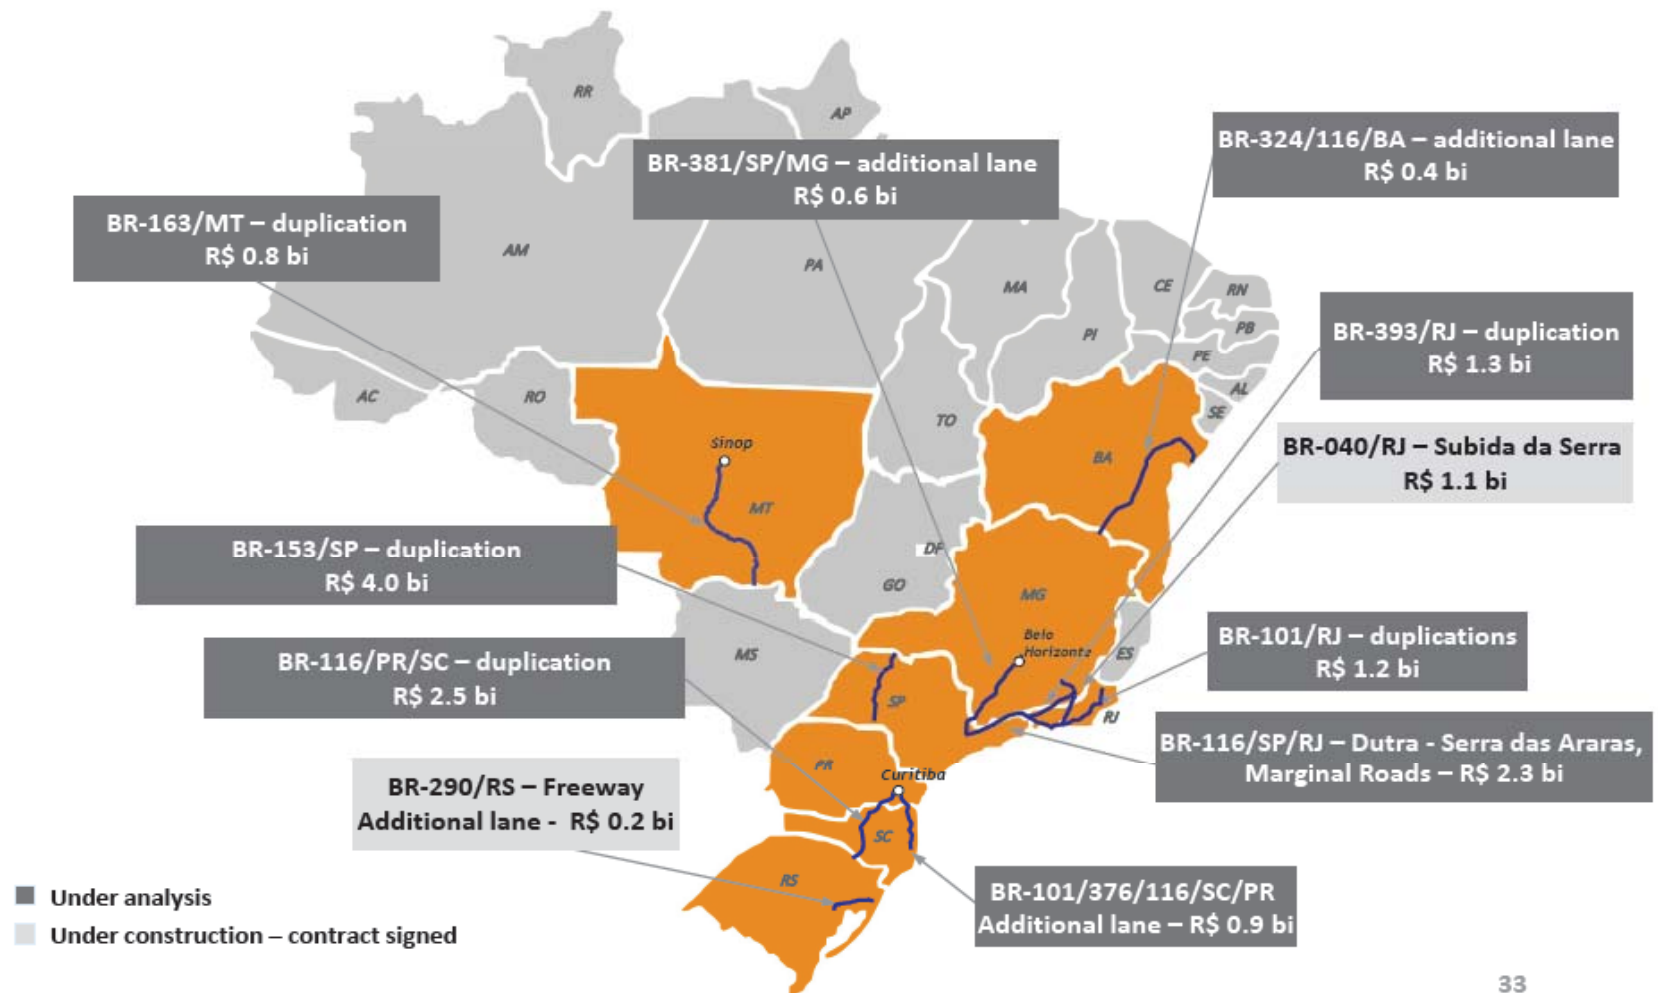 RR
AP
BR-324/116/BA – additional lane
R$ 0.4 bi
BR-381/SP/MG – additional lane
R$ 0.6 bi
BR-163/MT – duplication
R$ 0.8 bi
AM
PA
MA
CE
RN
PI
PB
PE
AL
SE
BR-393/RJ – duplication
R$ 1.3 bi
AC
RO
TO
Sinop
BA
BR-040/RJ – Subida da Serra
R$ 1.1 bi
MT
BR-153/SP – duplication
R$ 4.0 bi
DF
GO
MG
BR-116/PR/SC – duplication
R$ 2.5 bi
MS
Belo
Horizonte
ES
BR-101/RJ – duplications
R$ 1.2 bi
SP
RJ
BR-116/SP/RJ – Dutra - Serra das Araras,
Marginal Roads – R$ 2.3 bi
PR
Curitiba
BR-290/RS – Freeway
Additional lane - R$ 0.2 bi
SC
RS
BR-101/376/116/SC/PR
Additional lane – R$ 0.9 bi
Under analysis
Under construction – contract signed
33